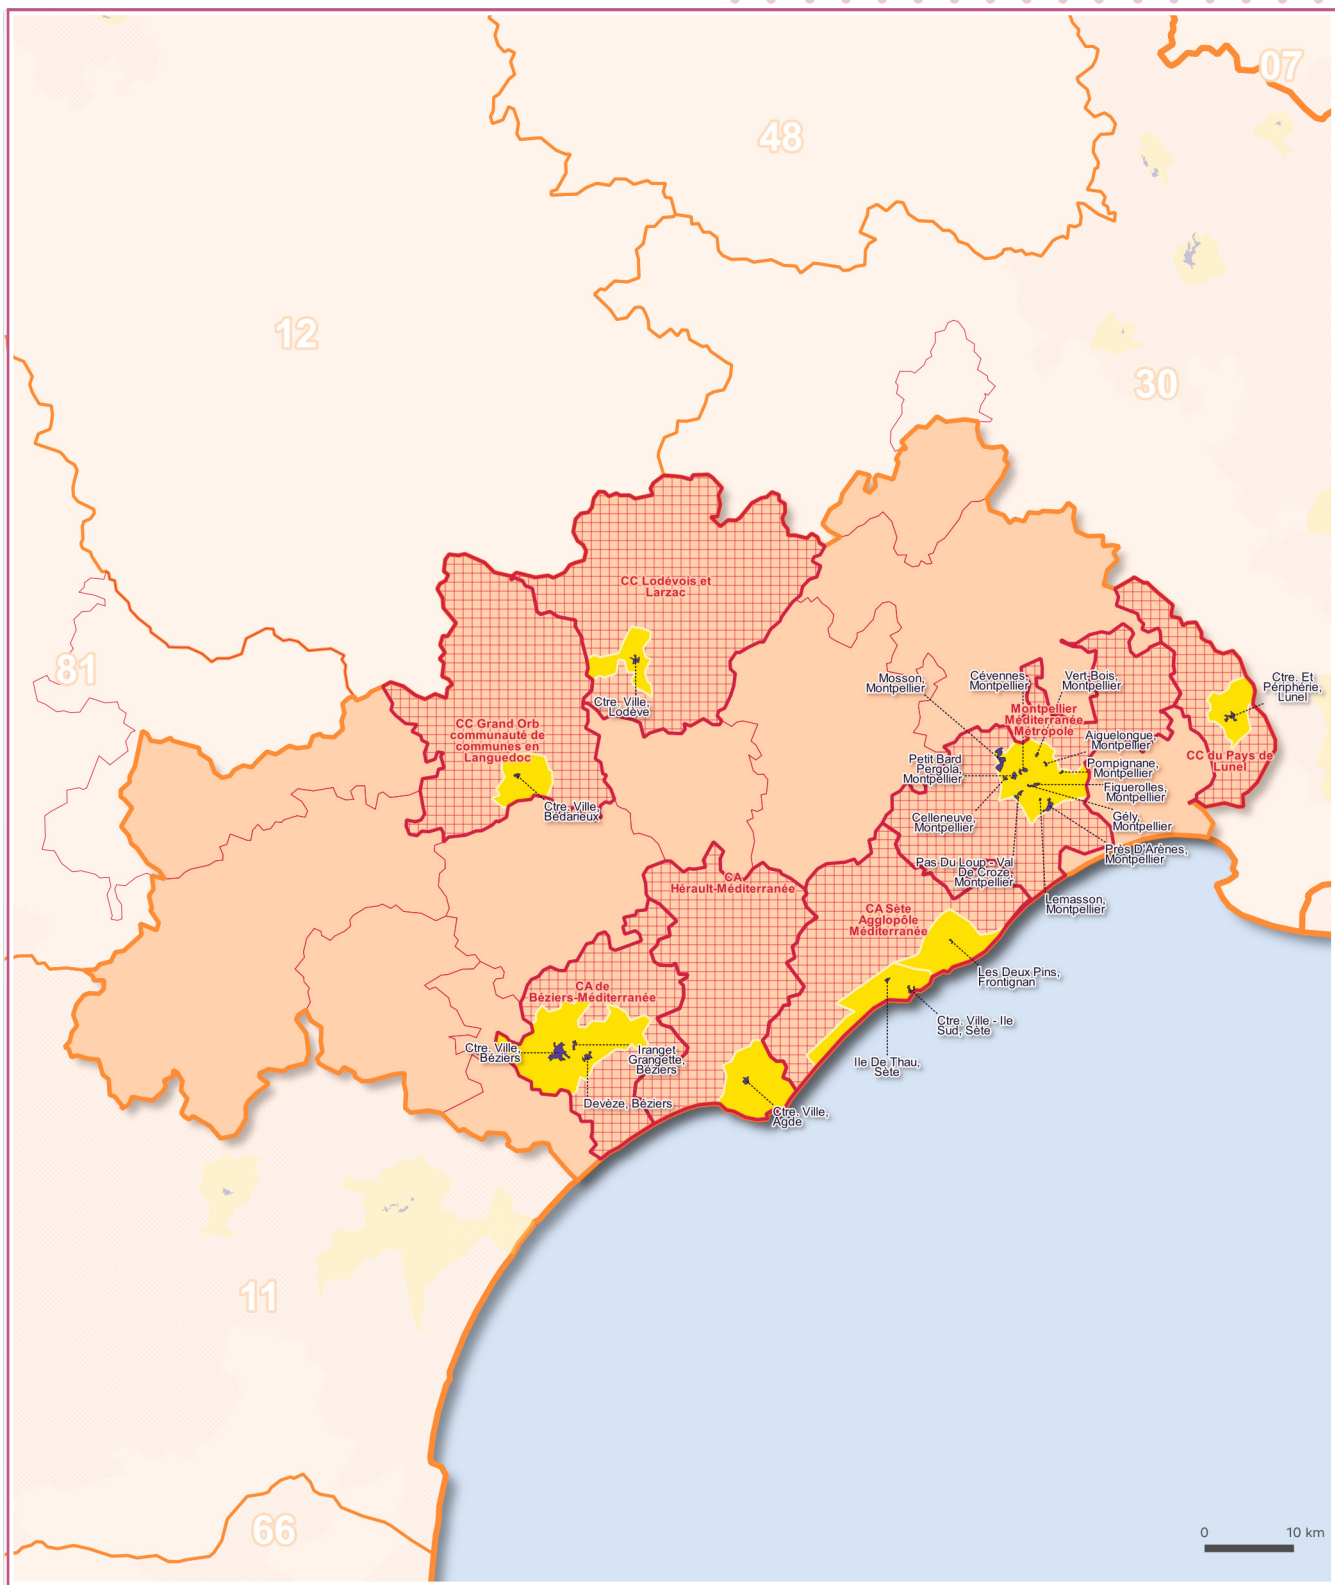 07
48
12
30
81
CC Lodévois et
Larzac
Ctre. Ville,
Lodève
CC Grand Orb
communauté de
communes en
Languedoc
Ctre. Ville,
Bédarieux
Mosson,
Montpellier
Cévennes,
Montpellier
Vert-Bois,
Montpellier
Montpellier
Méditerranée
Métropole
Ctre. Et
Périphérie,
Lunel
CC du Pays de
Lunel
Aiguelongue,
Montpellier
Petit Bard
Pergola,
Montpellier
Pompignane,
Montpellier
Figuerolles,
Montpellier
Celleneuve,
Montpellier
Gély,
Montpellier
Près D'Arènes,
Montpellier
Pas Du Loup - Val
De Croze,
Montpellier
Lemasson,
Montpellier
CA
Hérault-Méditerranée
CA Sète
Agglopôle
Méditerranée
Les Deux Pins,
Frontignan
CA de
Béziers-Méditerranée
Ctre. Ville - Ile
Sud, Sète
Ctre. Ville,
Béziers
Iranget
Grangette,
Béziers
Ile De Thau,
Sète
Devèze, Béziers
Ctre. Ville,
Agde
11
66
0 10 km